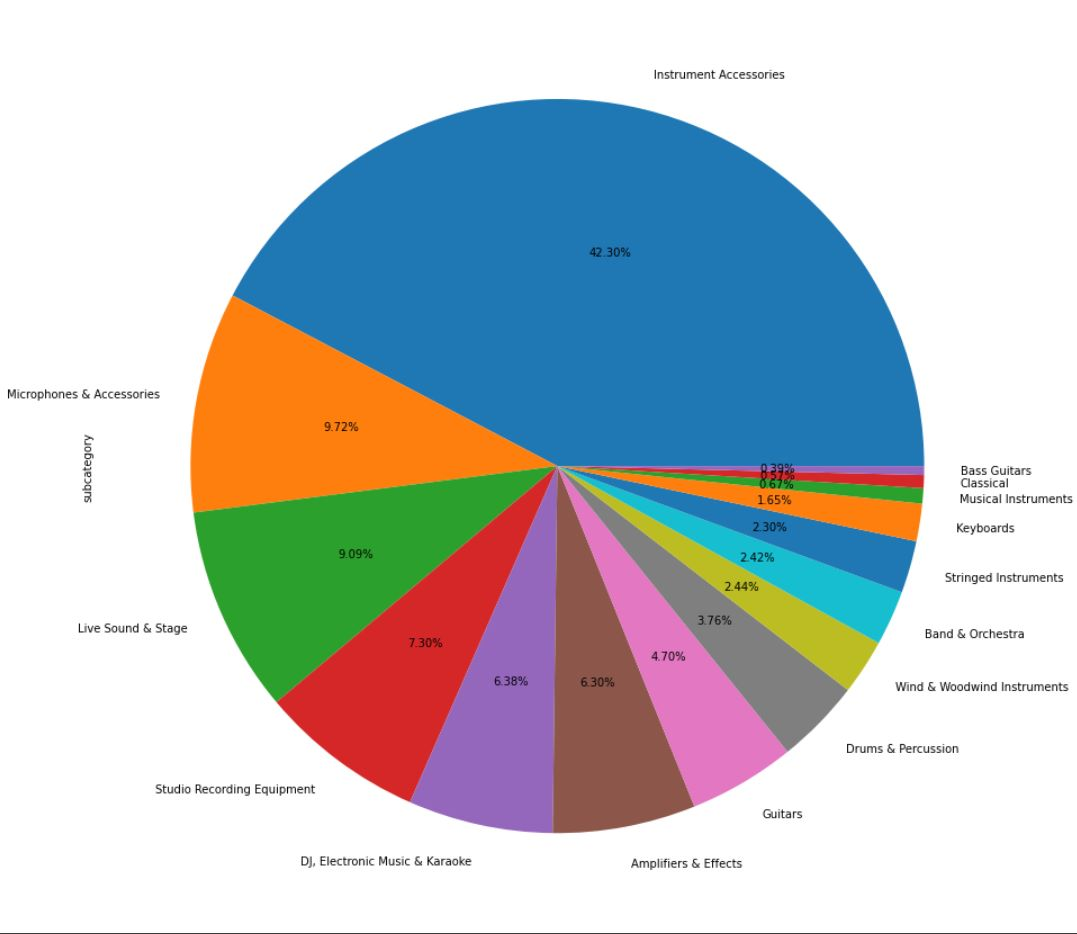 Instrument Accessories
42.30%
Microphones & Accessories
9.72%
subcategory
0.39%
Bass Guitars
0.57%
Classical
0.67%
Musical Instruments
1.65%
Keyboards
2.30%
Stringed Instruments
2.42%
Band & Orchestra
2.44%
Wind & Woodwind Instruments
3.76%
Drums & Percussion
9.09%
Live Sound & Stage
7.30%
Studio Recording Equipment
6.38%
DJ, Electronic Music & Karaoke
6.30%
Amplifiers & Effects
4.70%
Guitars